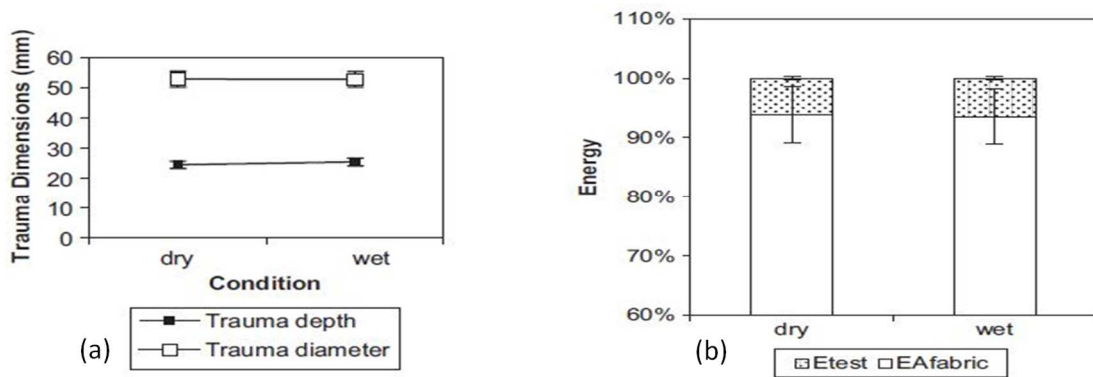 Trauma Dimensions (mm)
60
50
40
30
20
10
0
dry wet
Condition
Trauma depth
Trauma diameter
(a)
Energy
110%
100%
90%
80%
70%
60%
dry wet
Etest EAfabric
(b)